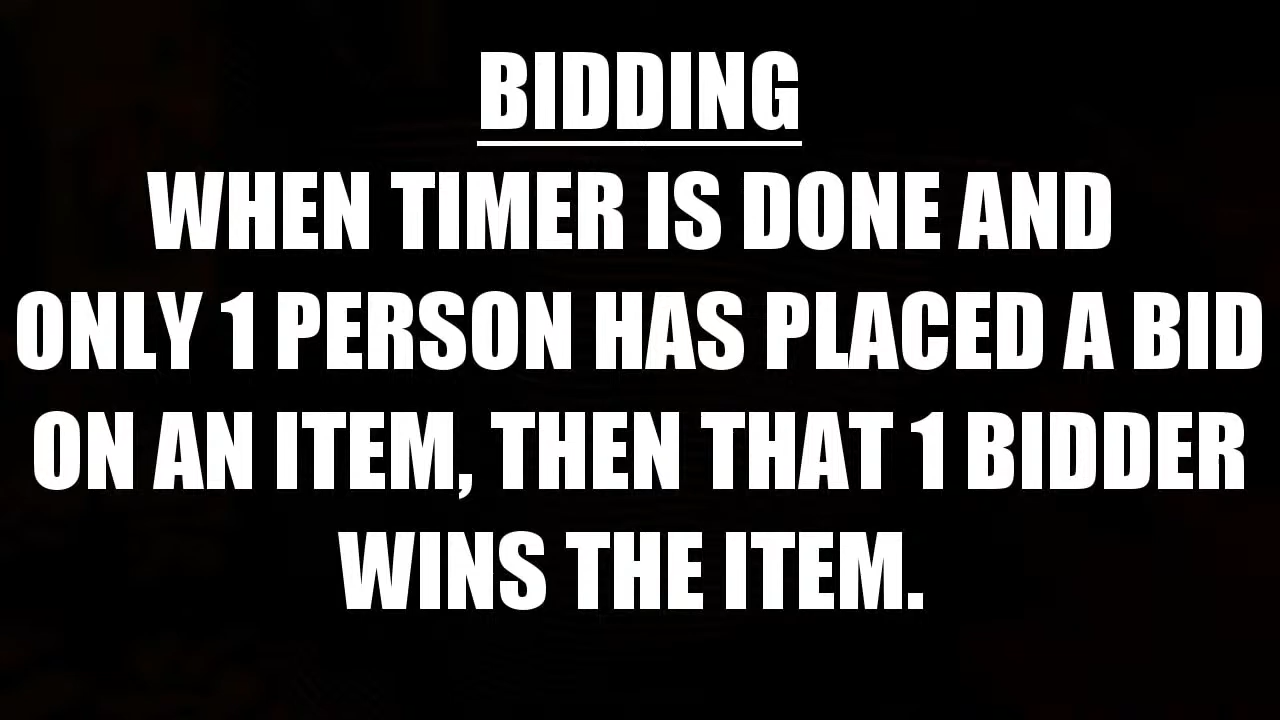 BIDDING
WHEN TIMER IS DONE AND
ONLY 1 PERSON HAS PLACED A BID
ON AN ITEM, THEN THAT 1 BIDDER
WINS THE ITEM.